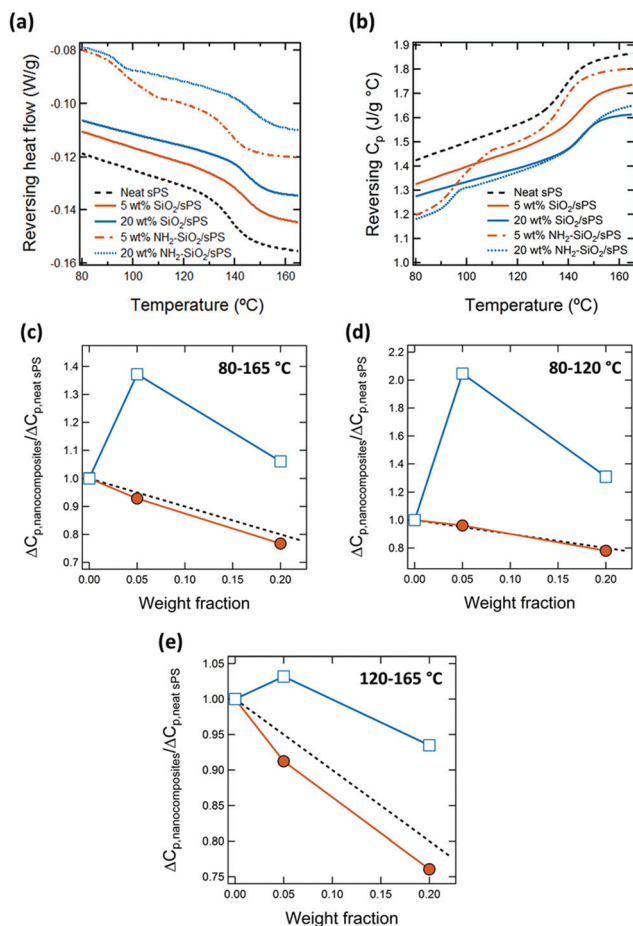 (a)
-0.08
-0.10
-0.12
-0.14
-0.16
Reversing heat flow (W/g)
Neat sPS
5 wt% SiO₂/sPS
20 wt% SiO₂/sPS
5 wt% NH₂-SiO₂/sPS
20 wt% NH₂-SiO₂/sPS
80 100 120 140 160
Temperature (ºC)
(b)
1.9
1.8
1.7
1.6
1.5
1.4
1.3
1.2
1.1
1.0
Reversing Cₚ (J/g °C)
Neat sPS
5 wt% SiO₂/sPS
20 wt% SiO₂/sPS
5 wt% NH₂-SiO₂/sPS
20 wt% NH₂-SiO₂/sPS
80 100 120 140 160
Temperature (ºC)
(c)
80-165 °C
1.4
1.3
1.2
1.1
1.0
0.9
0.8
0.7
ΔCp,nanocomposites/ΔCp,neat sPS
0.00 0.05 0.10 0.15 0.20
Weight fraction
(d)
80-120 °C
2.2
2.0
1.8
1.6
1.4
1.2
1.0
0.8
ΔCp,nanocomposites/ΔCp,neat sPS
0.00 0.05 0.10 0.15 0.20
Weight fraction
(e)
120-165 °C
1.05
1.00
0.95
0.90
0.85
0.80
0.75
ΔCp,nanocomposites/ΔCp,neat sPS
0.00 0.05 0.10 0.15 0.20
Weight fraction